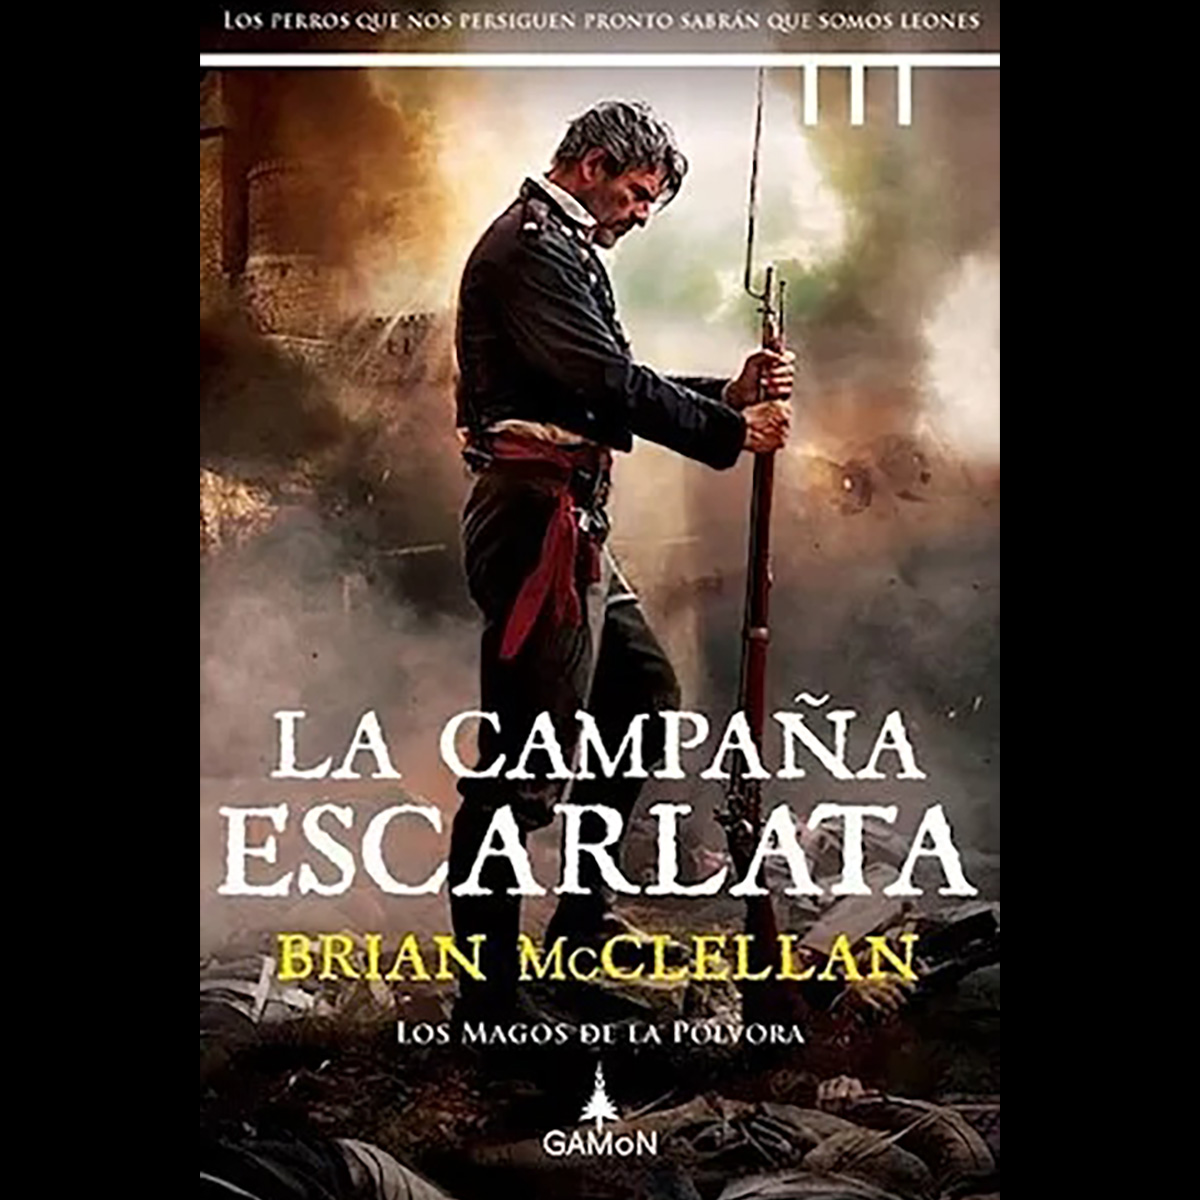 LOS PERROS QUE NOS PERSIGUEN PRONTO SABRÁN QUE SOMOS LEONES
LA CAMPAÑA
ESCARLATA
BRIAN MCCLELLAN
LOS MAGOS DE LA PÓLVORA
GAMoN